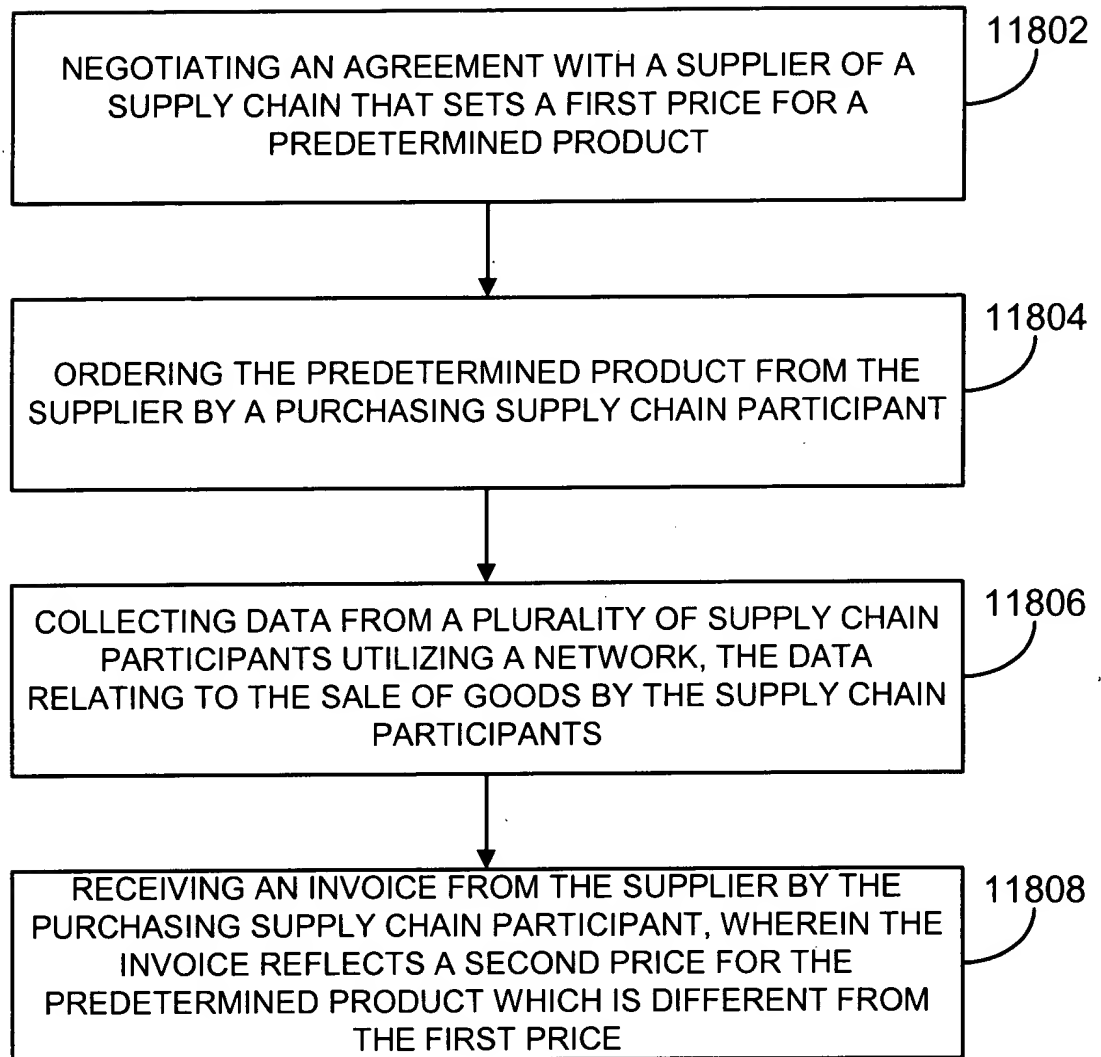 11802
NEGOTIATING AN AGREEMENT WITH A SUPPLIER OF A
SUPPLY CHAIN THAT SETS A FIRST PRICE FOR A
PREDETERMINED PRODUCT
11804
ORDERING THE PREDETERMINED PRODUCT FROM THE
SUPPLIER BY A PURCHASING SUPPLY CHAIN PARTICIPANT
11806
COLLECTING DATA FROM A PLURALITY OF SUPPLY CHAIN
PARTICIPANTS UTILIZING A NETWORK, THE DATA
RELATING TO THE SALE OF GOODS BY THE SUPPLY CHAIN
PARTICIPANTS
11808
RECEIVING AN INVOICE FROM THE SUPPLIER BY THE
PURCHASING SUPPLY CHAIN PARTICIPANT, WHEREIN THE
INVOICE REFLECTS A SECOND PRICE FOR THE
PREDETERMINED PRODUCT WHICH IS DIFFERENT FROM
THE FIRST PRICE